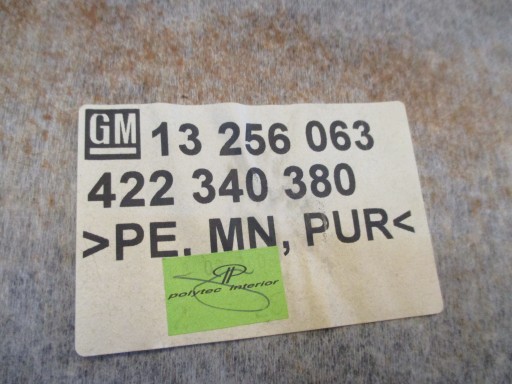 GM 13 256 063
422 340 380
>PE, MN, PUR<
polytec interior